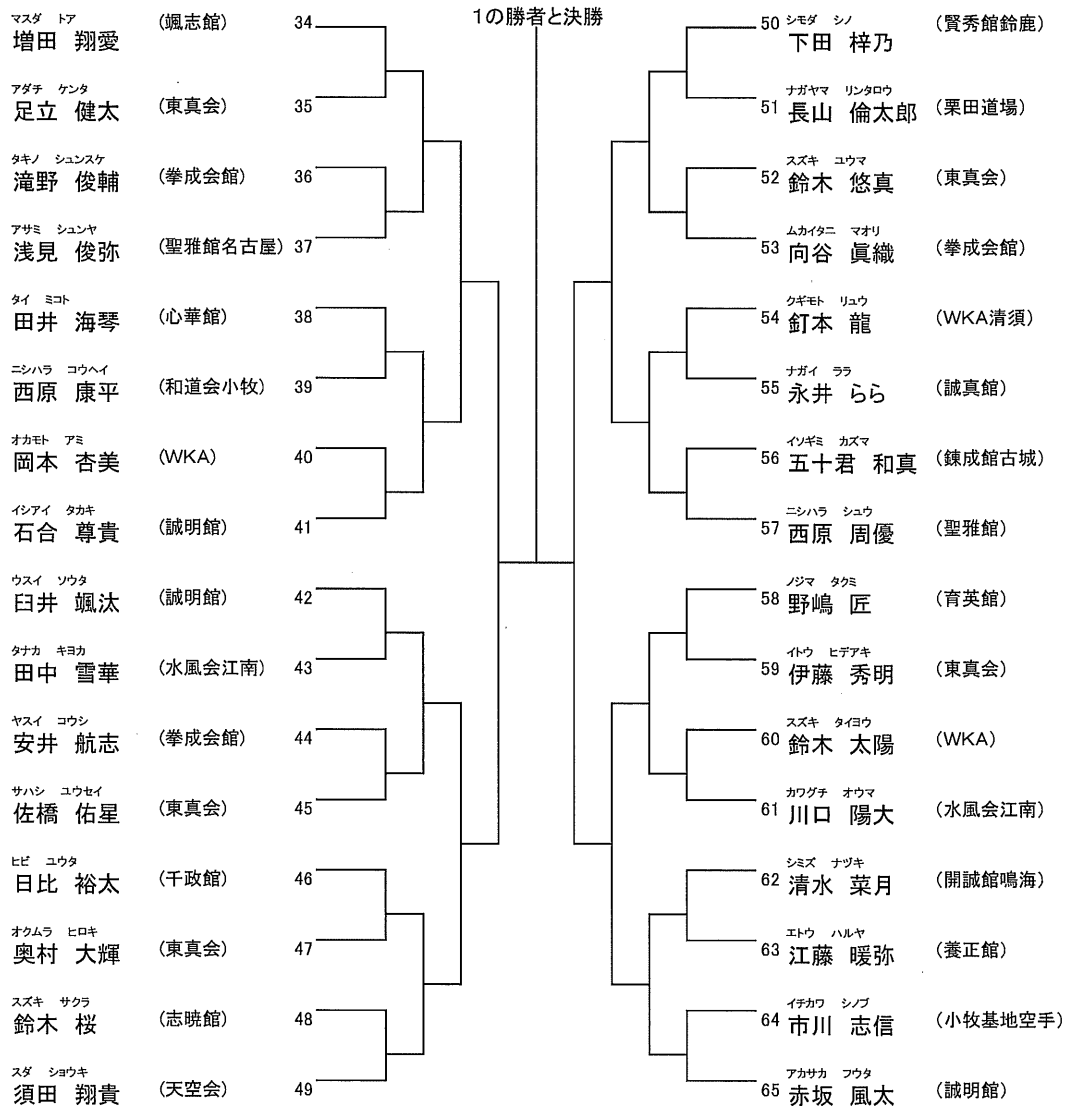 1の勝者と決勝
マスダ トア
増田 翔愛 (颯志館) 34
アダチ ケンタ
足立 健太 (東真会) 35
タキノ シュンスケ
滝野 俊輔 (拳成会館) 36
アサミ シュンヤ
浅見 俊弥 (聖雅館名古屋) 37
タイ ミコト
田井 海琴 (心華館) 38
ニシハラ コウヘイ
西原 康平 (和道会小牧) 39
オカモト アミ
岡本 杏美 (WKA) 40
イシアイ タカキ
石合 尊貴 (誠明館) 41
ウスイ ソウタ
臼井 颯汰 (誠明館) 42
タナカ キヨカ
田中 雪華 (水風会江南) 43
ヤスイ コウシ
安井 航志 (拳成会館) 44
サハシ ユウセイ
佐橋 佑星 (東真会) 45
ヒビ ユウタ
日比 裕太 (千政館) 46
オクムラ ヒロキ
奥村 大輝 (東真会) 47
スズキ サクラ
鈴木 桜 (志暁館) 48
スダ ショウキ
須田 翔貴 (天空会) 49
シモダ シノ
50 下田 梓乃 (賢秀館鈴鹿)
ナガヤマ リンタロウ
51 長山 倫太郎 (栗田道場)
スズキ ユウマ
52 鈴木 悠真 (東真会)
ムカイタニ マオリ
53 向谷 眞織 (拳成会館)
クギモト リュウ
54 釘本 龍 (WKA清須)
ナガイ ララ
55 永井 らら (誠真館)
イソギミ カズマ
56 五十君 和真 (錬成館古城)
ニシハラ シュウ
57 西原 周優 (聖雅館)
ノジマ タクミ
58 野嶋 匠 (育英館)
イトウ ヒデアキ
59 伊藤 秀明 (東真会)
スズキ タイヨウ
60 鈴木 太陽 (WKA)
カワグチ オウマ
61 川口 陽大 (水風会江南)
シミズ ナヅキ
62 清水 菜月 (開誠館鳴海)
エトウ ハルヤ
63 江藤 暖弥 (養正館)
イチカワ シノブ
64 市川 志信 (小牧基地空手)
アカサカ フウタ
65 赤坂 風太 (誠明館)